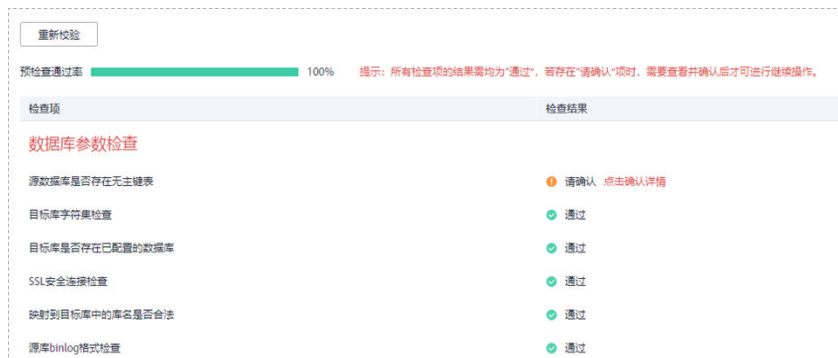 重新校验
预检查通过率 100% 提示：所有检查项的结果需均为“通过”，若存在“请确认”项时，需要查看并确认后才可进行继续操作。
检查项 检查结果
数据库参数检查
源数据库是否存在无主键表 请确认 点击确认详情
目标库字符集检查 通过
目标库是否存在已配置的数据库 通过
SSL安全连接检查 通过
映射到目标库中的库名是否合法 通过
源库binlog格式检查 通过